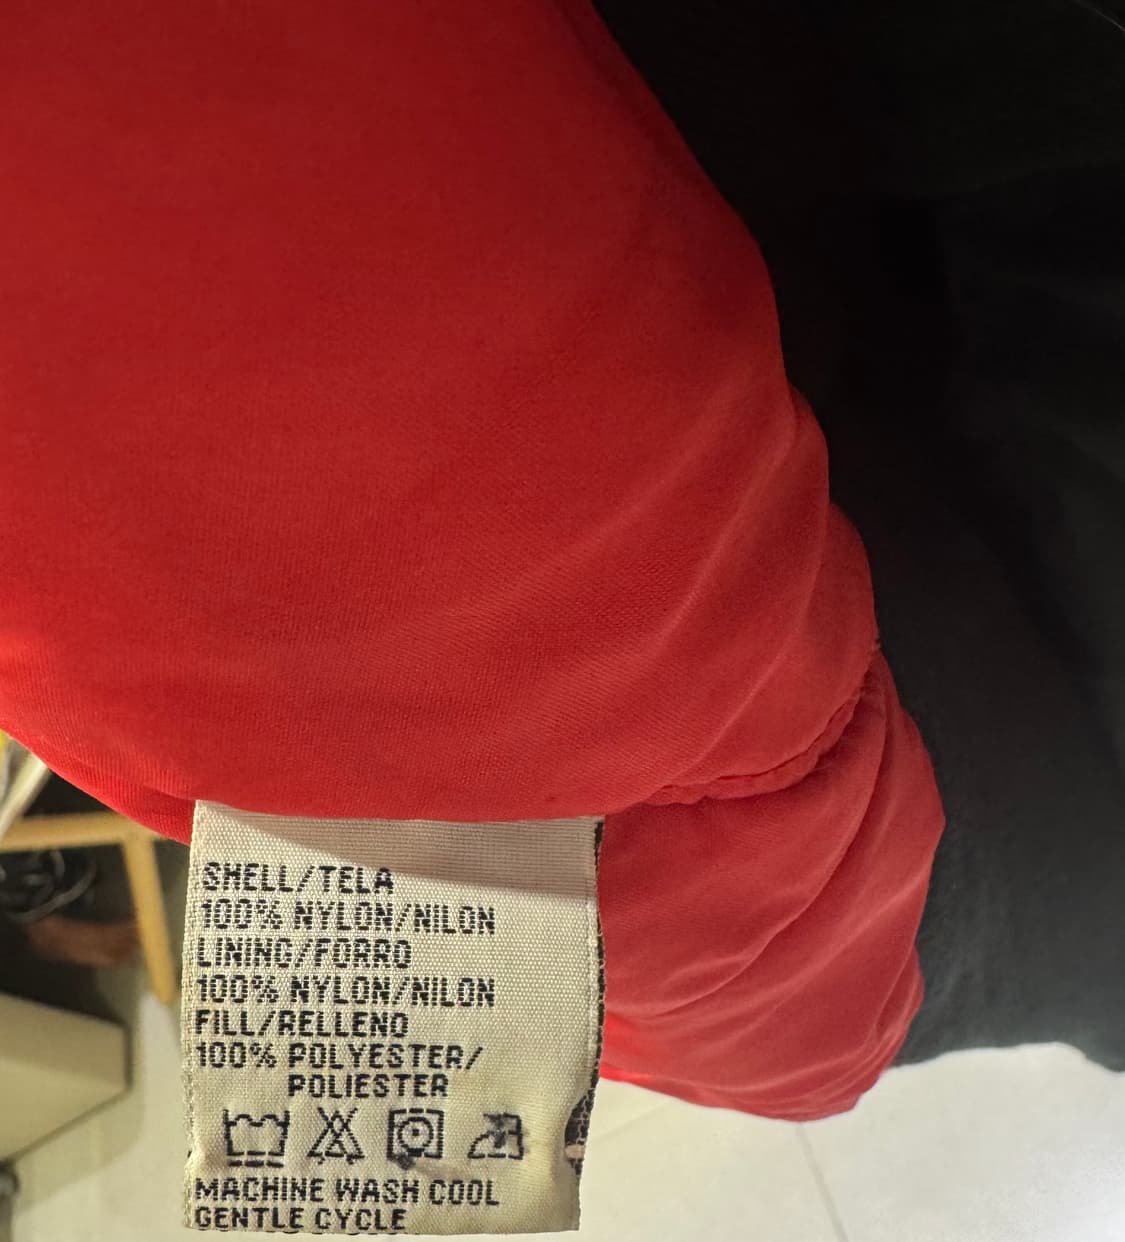 SHELL/TELA
100% NYLON/NILON
LINING/FORRO
100% NYLON/NILON
FILL/RELLENO
100% POLYESTER/
POLIESTER
MACHINE WASH COOL
GENTLE CYCLE